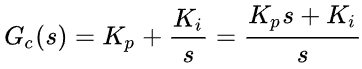 $G_c(s) = K_p + \frac{K_i}{s} = \frac{K_p s + K_i}{s}$